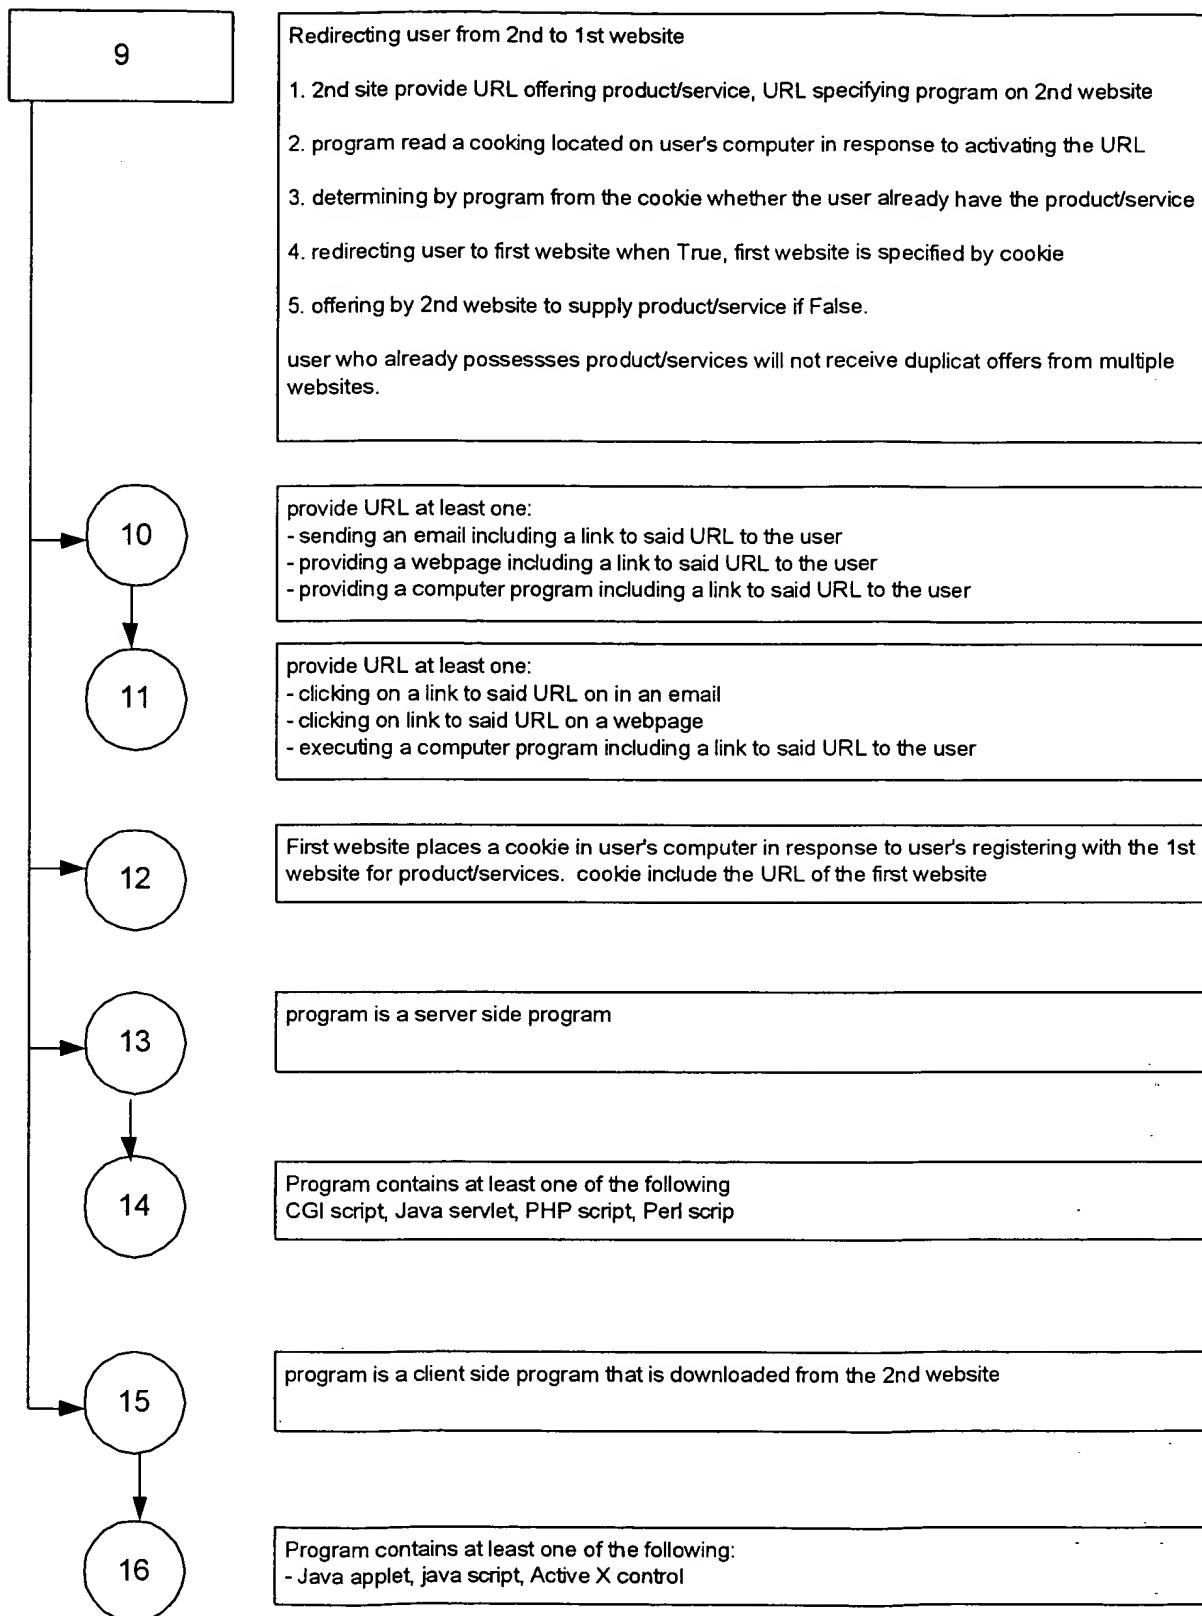 9
Redirecting user from 2nd to 1st website
1. 2nd site provide URL offering product/service, URL specifying program on 2nd website
2. program read a cooking located on user's computer in response to activating the URL
3. determining by program from the cookie whether the user already have the product/service
4. redirecting user to first website when True, first website is specified by cookie
5. offering by 2nd website to supply product/service if False.
user who already possessses product/services will not receive duplicat offers from multiple
websites.
10
provide URL at least one:
- sending an email including a link to said URL to the user
- providing a webpage including a link to said URL to the user
- providing a computer program including a link to said URL to the user
11
provide URL at least one:
- clicking on a link to said URL on in an email
- clicking on link to said URL on a webpage
- executing a computer program including a link to said URL to the user
12
First website places a cookie in user's computer in response to user's registering with the 1st
website for product/services. cookie include the URL of the first website
13
program is a server side program
14
Program contains at least one of the following
CGI script, Java servlet, PHP script, Perl scrip
15
program is a client side program that is downloaded from the 2nd website
16
Program contains at least one of the following:
- Java applet, java script, Active X control